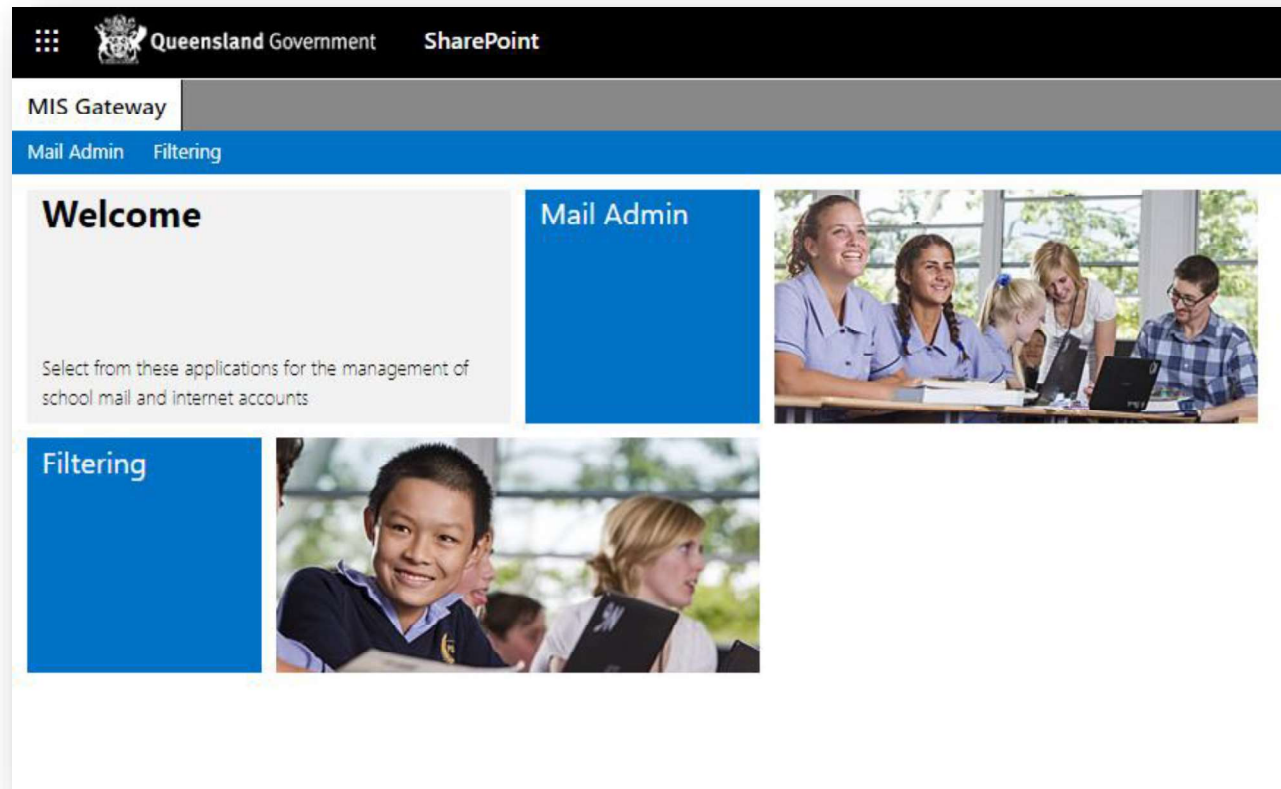 Queensland Government SharePoint
MIS Gateway
Mail Admin Filtering
Welcome
Select from these applications for the management of
school mail and internet accounts
Mail Admin
Filtering